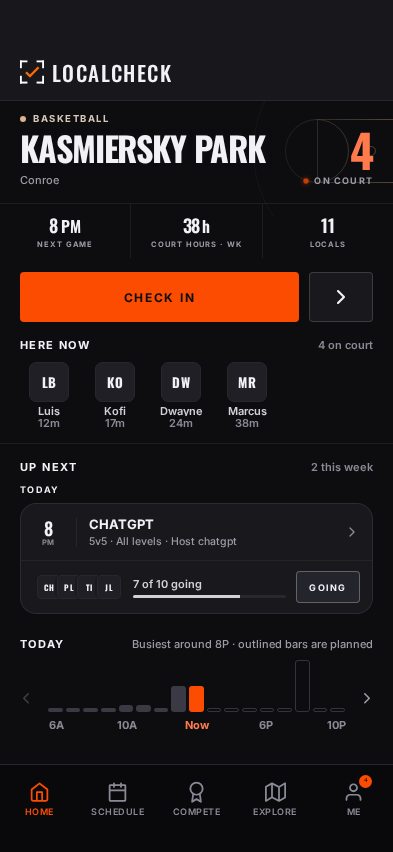 LOCALCHECK
BASKETBALL
KASMIERSKY PARK
4
Conroe
ON COURT
8 PM
NEXT GAME
38 h
COURT HOURS · WK
11
LOCALS
CHECK IN
HERE NOW
4 on court
LB
KO
DW
MR
Luis
Kofi
Dwayne
Marcus
12m
17m
24m
38m
UP NEXT
2 this week
TODAY
8
PM
CHATGPT
5v5 · All levels · Host chatgpt
CH
PL
TI
JL
7 of 10 going
GOING
TODAY
Busiest around 8P · outlined bars are planned
6A
10A
Now
6P
10P
HOME
SCHEDULE
COMPETE
EXPLORE
ME